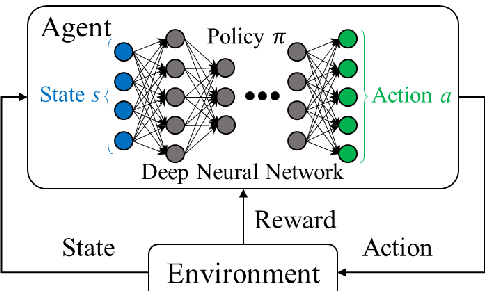 Agent
Policy π
State s
Action a
Deep Neural Network
Reward
State
Action
Environment